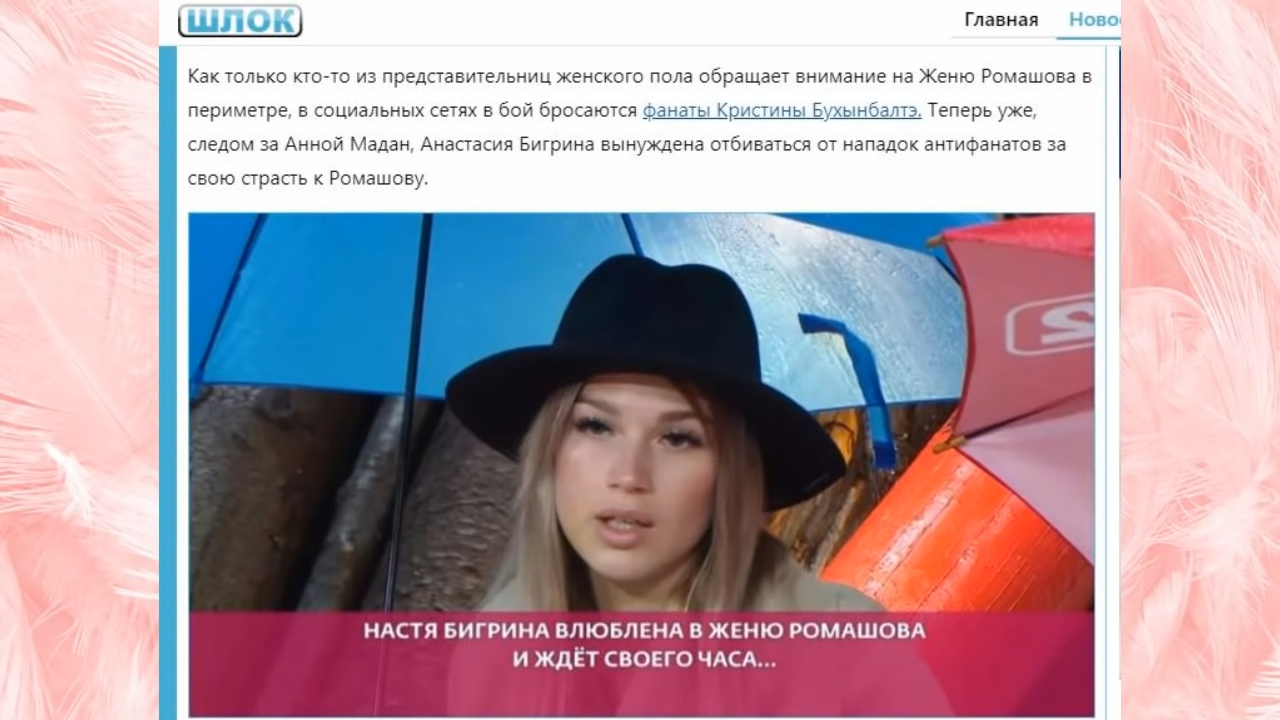 ШЛОК
Главная
Ново
Как только кто-то из представительниц женского пола обращает внимание на Женю Ромашова в
периметре, в социальных сетях в бой бросаются фанаты Кристины Бухынбалтэ. Теперь уже,
следом за Анной Мадан, Анастасия Бигрина вынуждена отбиваться от нападок антифанатов за
свою страсть к Ромашову.
НАСТЯ БИГРИНА ВЛЮБЛЕНА В ЖЕНЮ РОМАШОВА
И ЖДЁТ СВОЕГО ЧАСА...